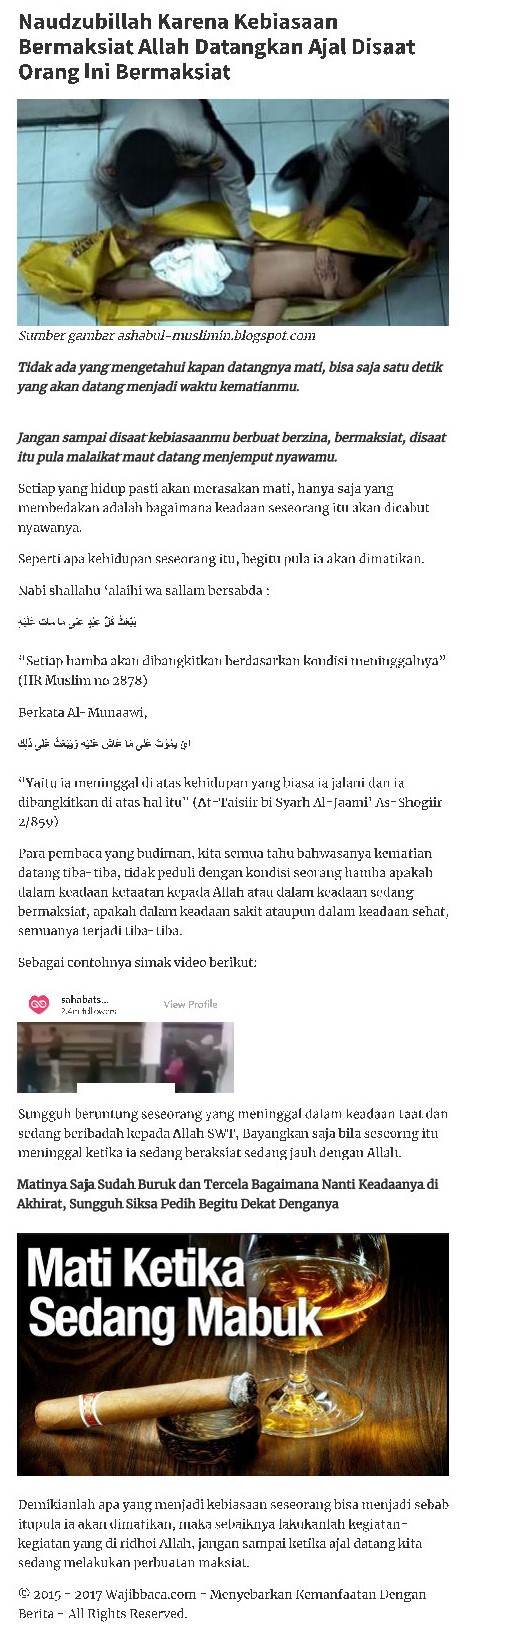 Naudzubillah Karena Kebiasaan
Bermaksiat Allah Datangkan Ajal Disaat
Orang Ini Bermaksiat
Sumber gambar ashabul-muslimin.blogspot.com
Tidak ada yang mengetahui kapan datangnya mati, bisa saja satu detik
yang akan datang menjadi waktu kematianmu.
Jangan sampai disaat kebiasaanmu berbuat berzina, bermaksiat, disaat
itu pula malaikat maut datang menjemput nyawamu.
Setiap yang hidup pasti akan merasakan mati, hanya saja yang
membedakan adalah bagaimana keadaan seseorang itu akan dicabut
nyawanya.
Seperti apa kehidupan seseorang itu, begitu pula ia akan dimatikan.
Nabi shallahu ‘alaihi wa sallam bersabda :
يُبْعَثُ كُلُّ عَبْدٍ عَلَى مَا مَاتَ عَلَيْهِ
“Setiap hamba akan dibangkitkan berdasarkan kondisi meninggalnya”
(HR Muslim no 2878)
Berkata Al-Munaawi,
أي يَمُوْتُ عَلَى مَا عَاشَ عَلَيْهِ وَيُبْعَثُ عَلَى ذَلِكَ
“Yaitu ia meninggal di atas kehidupan yang biasa ia jalani dan ia
dibangkitkan di atas hal itu” (At-Taisiir bi Syarh Al-Jaami’ As-Shogiir
2/859)
Para pembaca yang budiman, kita semua tahu bahwasanya kematian
datang tiba-tiba, tidak peduli dengan kondisi seorang hamba apakah
dalam keadaan ketaatan kepada Allah atau dalam keadaan sedang
bermaksiat, apakah dalam keadaan sakit ataupun dalam keadaan sehat,
semuanya terjadi tiba-tiba.
Sebagai contohnya simak video berikut:
sahabats...
View Profile
2.4m followers
Sungguh beruntung seseorang yang meninggal dalam keadaan taat dan
sedang beribadah kepada Allah SWT, Bayangkan saja bila seseorng itu
meninggal ketika ia sedang beraksiat sedang jauh dengan Allah.
Matinya Saja Sudah Buruk dan Tercela Bagaimana Nanti Keadaanya di
Akhirat, Sungguh Siksa Pedih Begitu Dekat Denganya
Mati Ketika
Sedang Mabuk
Demikianlah apa yang menjadi kebiasaan seseorang bisa menjadi sebab
itupula ia akan dimatikan, maka sebaiknya lakukanlah kegiatan-
kegiatan yang di ridhoi Allah, jangan sampai ketika ajal datang kita
sedang melakukan perbuatan maksiat.
© 2015 - 2017 Wajibbaca.com - Menyebarkan Kemanfaatan Dengan
Berita - All Rights Reserved.